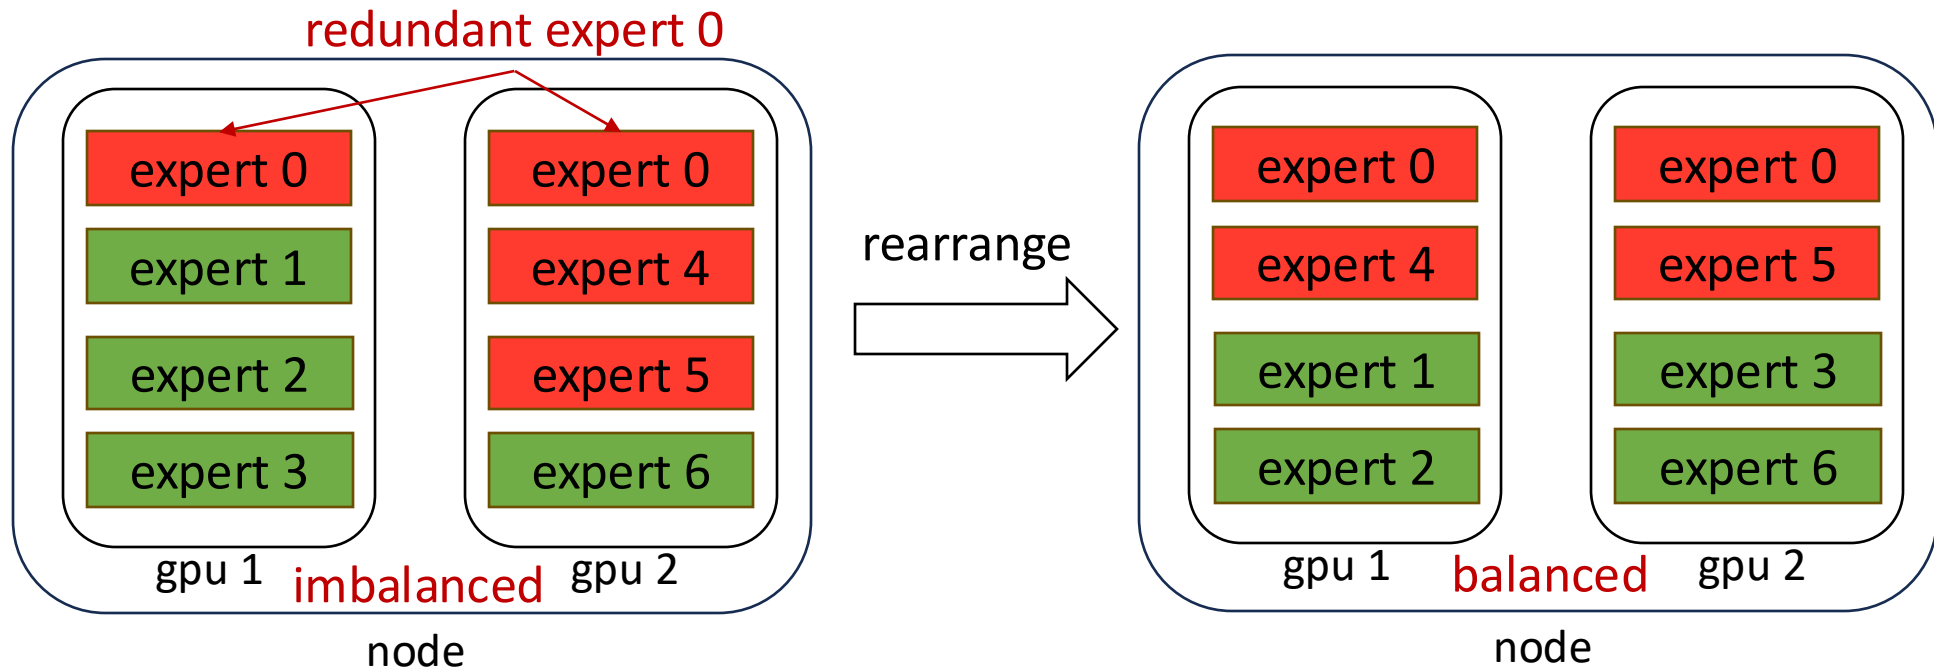 redundant expert 0
expert 0
expert 1
expert 2
expert 3
gpu 1
expert 0
expert 4
expert 5
expert 6
gpu 2
imbalanced
node
rearrange
expert 0
expert 4
expert 1
expert 2
gpu 1
expert 0
expert 5
expert 3
expert 6
gpu 2
balanced
node